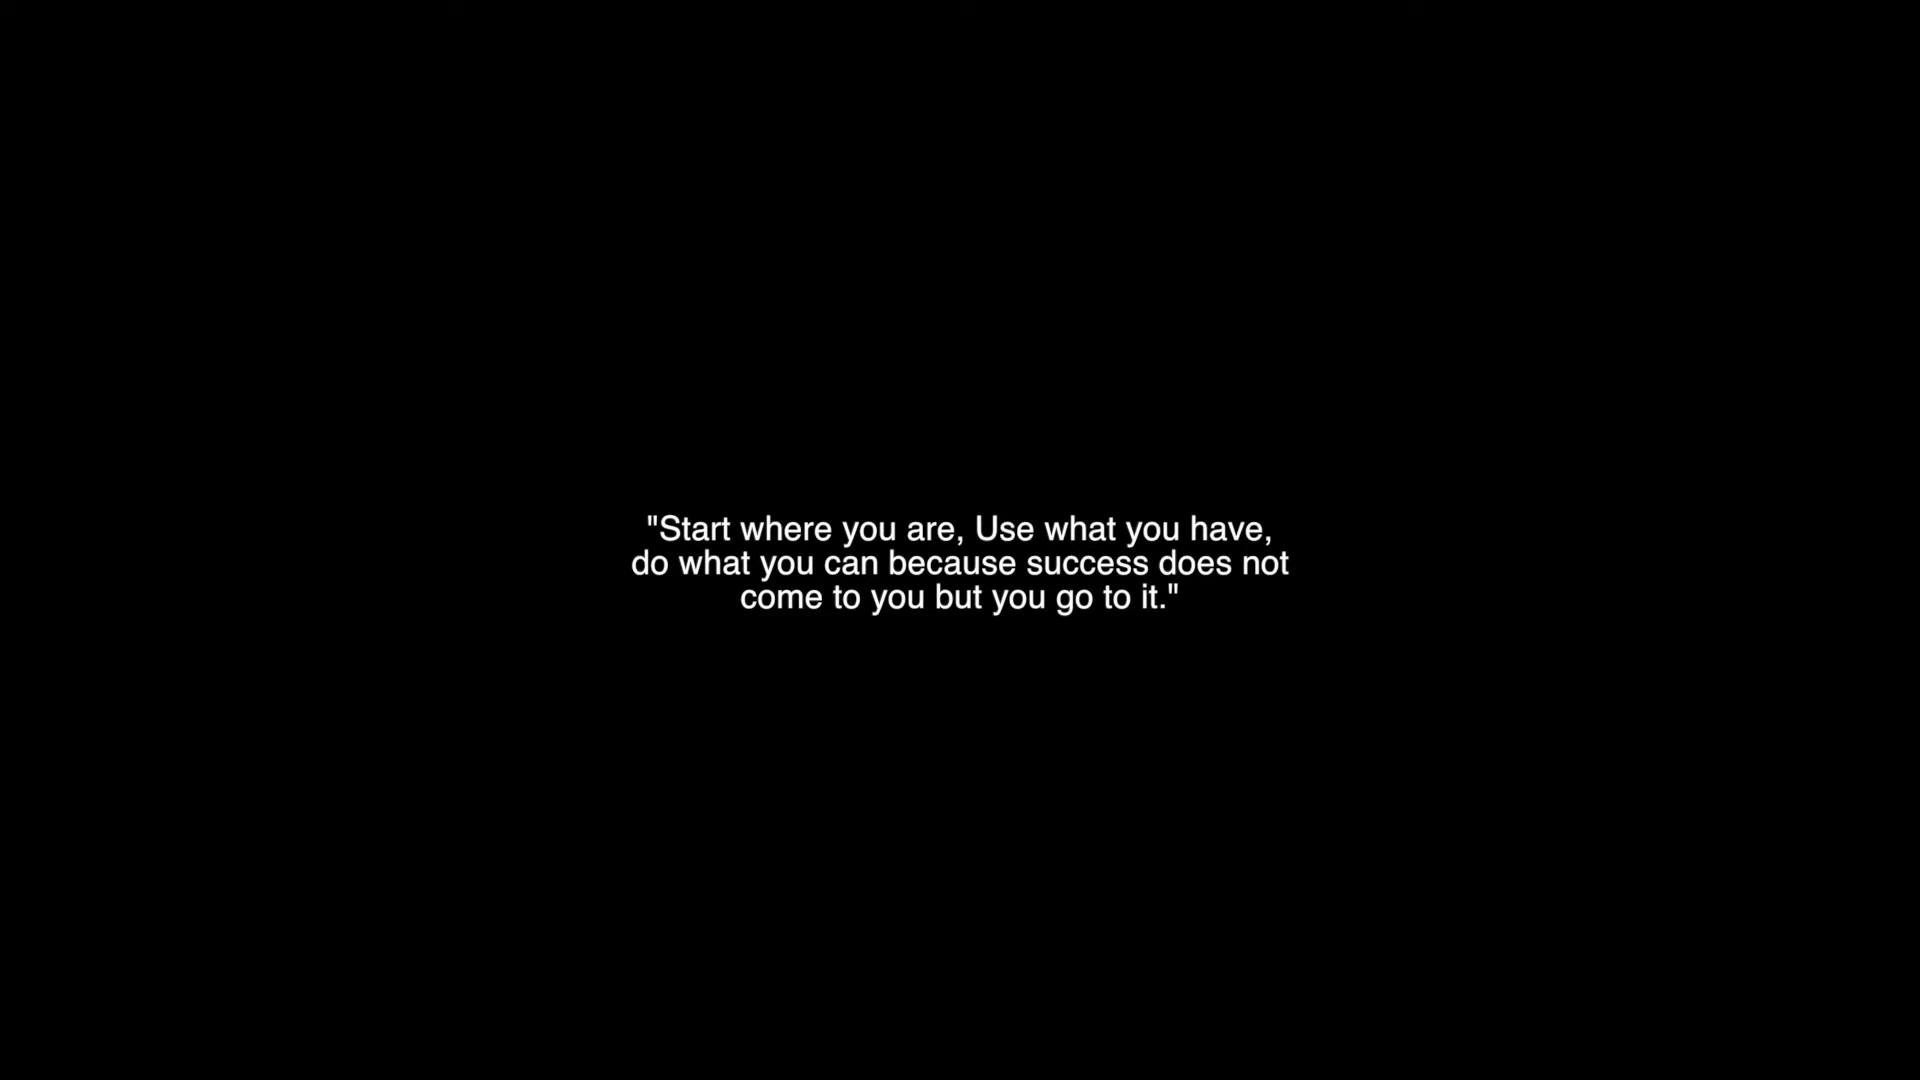 "Start where you are, Use what you have,
do what you can because success does not
come to you but you go to it."